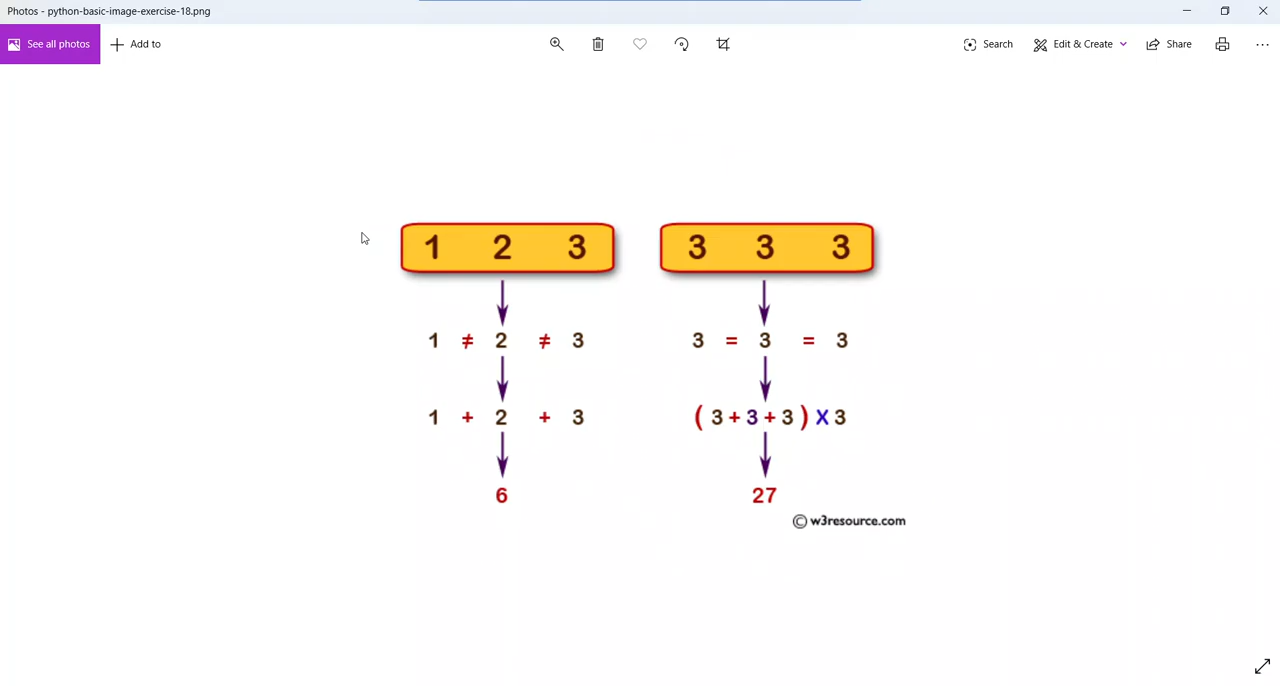 Photos - python-basic-image-exercise-18.png
See all photos Add to Search Edit & Create Share
1 2 3
3 3 3
1 ≠ 2 ≠ 3
3 = 3 = 3
1 + 2 + 3
( 3 + 3 + 3 ) X 3
6
27
© w3resource.com